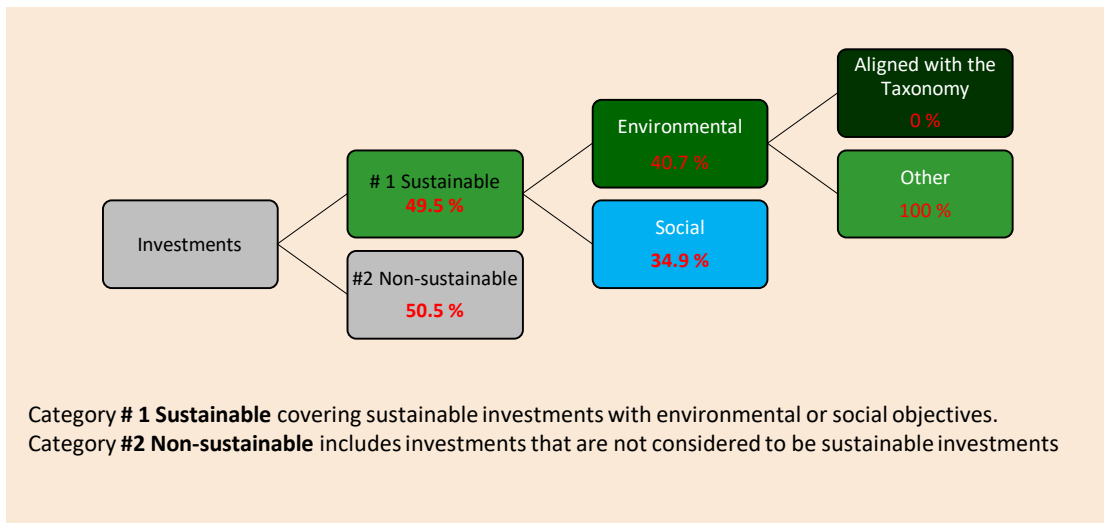 Investments
# 1 Sustainable
49.5 %
#2 Non-sustainable
50.5 %
Environmental
40.7 %
Social
34.9 %
Aligned with the
Taxonomy
0 %
Other
100 %
Category # 1 Sustainable covering sustainable investments with environmental or social objectives.
Category #2 Non-sustainable includes investments that are not considered to be sustainable investments